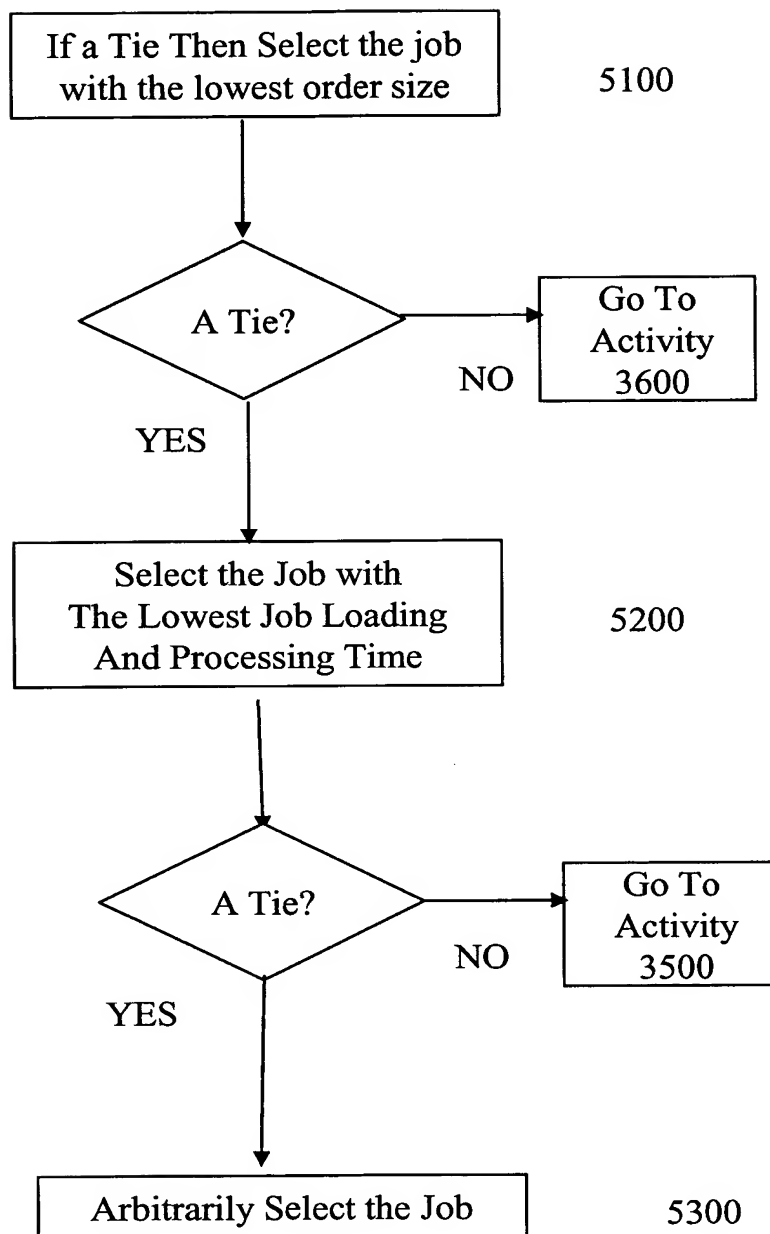 If a Tie Then Select the job
with the lowest order size
5100
A Tie?
Go To
Activity
3600
NO
YES
Select the Job with
The Lowest Job Loading
And Processing Time
5200
A Tie?
Go To
Activity
3500
NO
YES
Arbitrarily Select the Job
5300